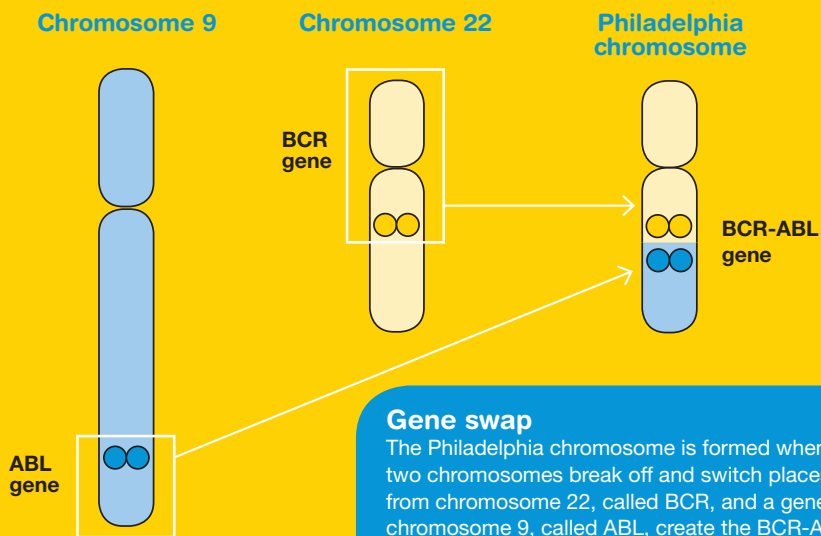 Chromosome 9
Chromosome 22
Philadelphia
chromosome
BCR
gene
BCR-ABL
gene
ABL
gene
Gene swap
The Philadelphia chromosome is formed when
two chromosomes break off and switch places
from chromosome 22, called BCR, and a gene
chromosome 9, called ABL, create the BCR-A